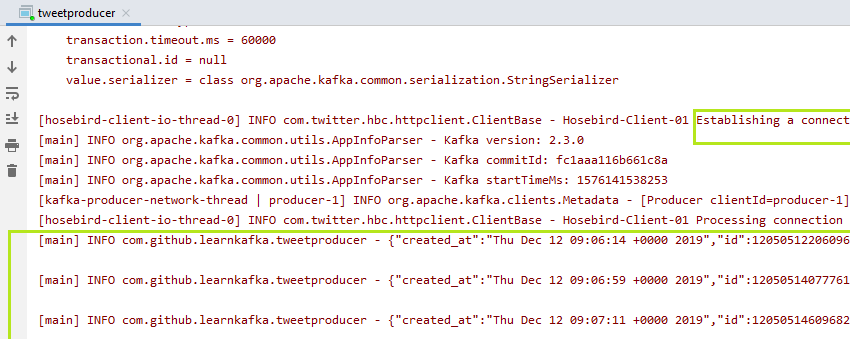 tweetproducer
transaction.timeout.ms = 60000
transactional.id = null
value.serializer = class org.apache.kafka.common.serialization.StringSerializer
[hosebird-client-io-thread-0] INFO com.twitter.hbc.httpclient.ClientBase - Hosebird-Client-01 Establishing a connect
[main] INFO org.apache.kafka.common.utils.AppInfoParser - Kafka version: 2.3.0
[main] INFO org.apache.kafka.common.utils.AppInfoParser - Kafka commitId: fc1aaa116b661c8a
[main] INFO org.apache.kafka.common.utils.AppInfoParser - Kafka startTimeMs: 1576141538253
[kafka-producer-network-thread | producer-1] INFO org.apache.kafka.clients.Metadata - [Producer clientId=producer-1]
[hosebird-client-io-thread-0] INFO com.twitter.hbc.httpclient.ClientBase - Hosebird-Client-01 Processing connection
[main] INFO com.github.learnkafka.tweetproducer - {"created_at":"Thu Dec 12 09:06:14 +0000 2019","id":12050512206096
[main] INFO com.github.learnkafka.tweetproducer - {"created_at":"Thu Dec 12 09:06:59 +0000 2019","id":12050514077761
[main] INFO com.github.learnkafka.tweetproducer - {"created_at":"Thu Dec 12 09:07:11 +0000 2019","id":12050514609682